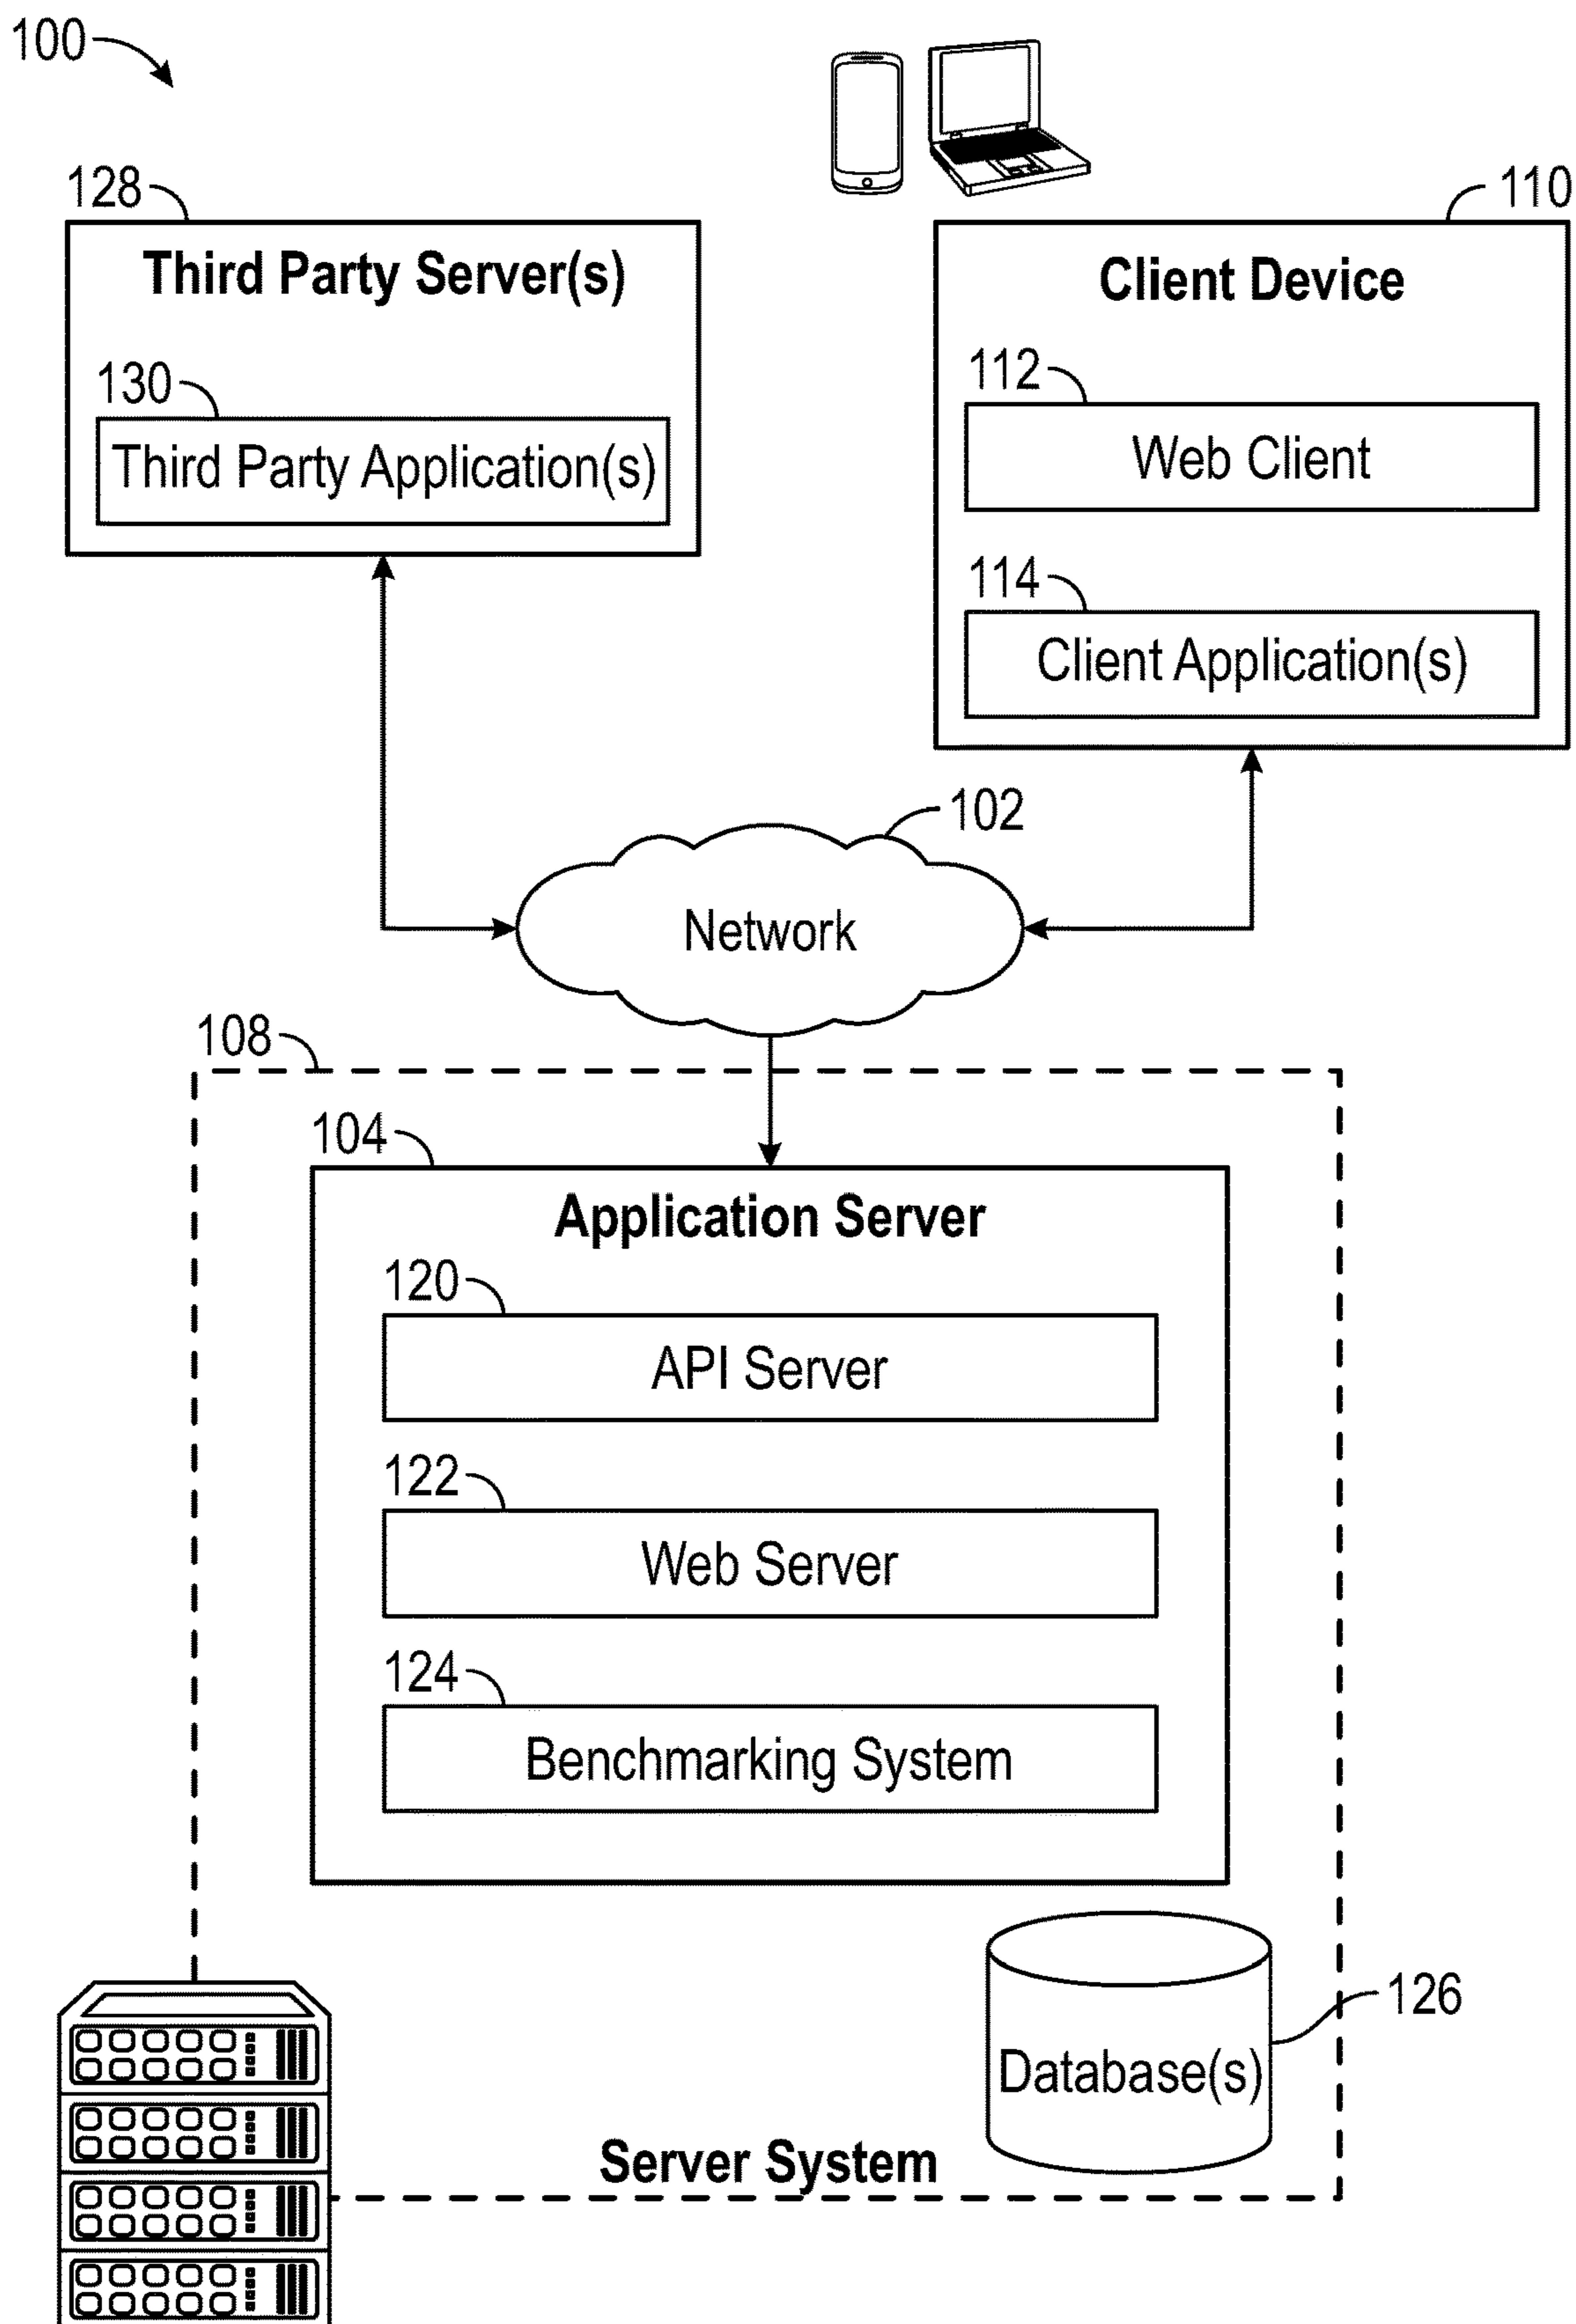 100
128
Third Party Server(s)
130
Third Party Application(s)
110
Client Device
112
Web Client
114
Client Application(s)
102
Network
108
104
Application Server
120
API Server
122
Web Server
124
Benchmarking System
126
Database(s)
Server System